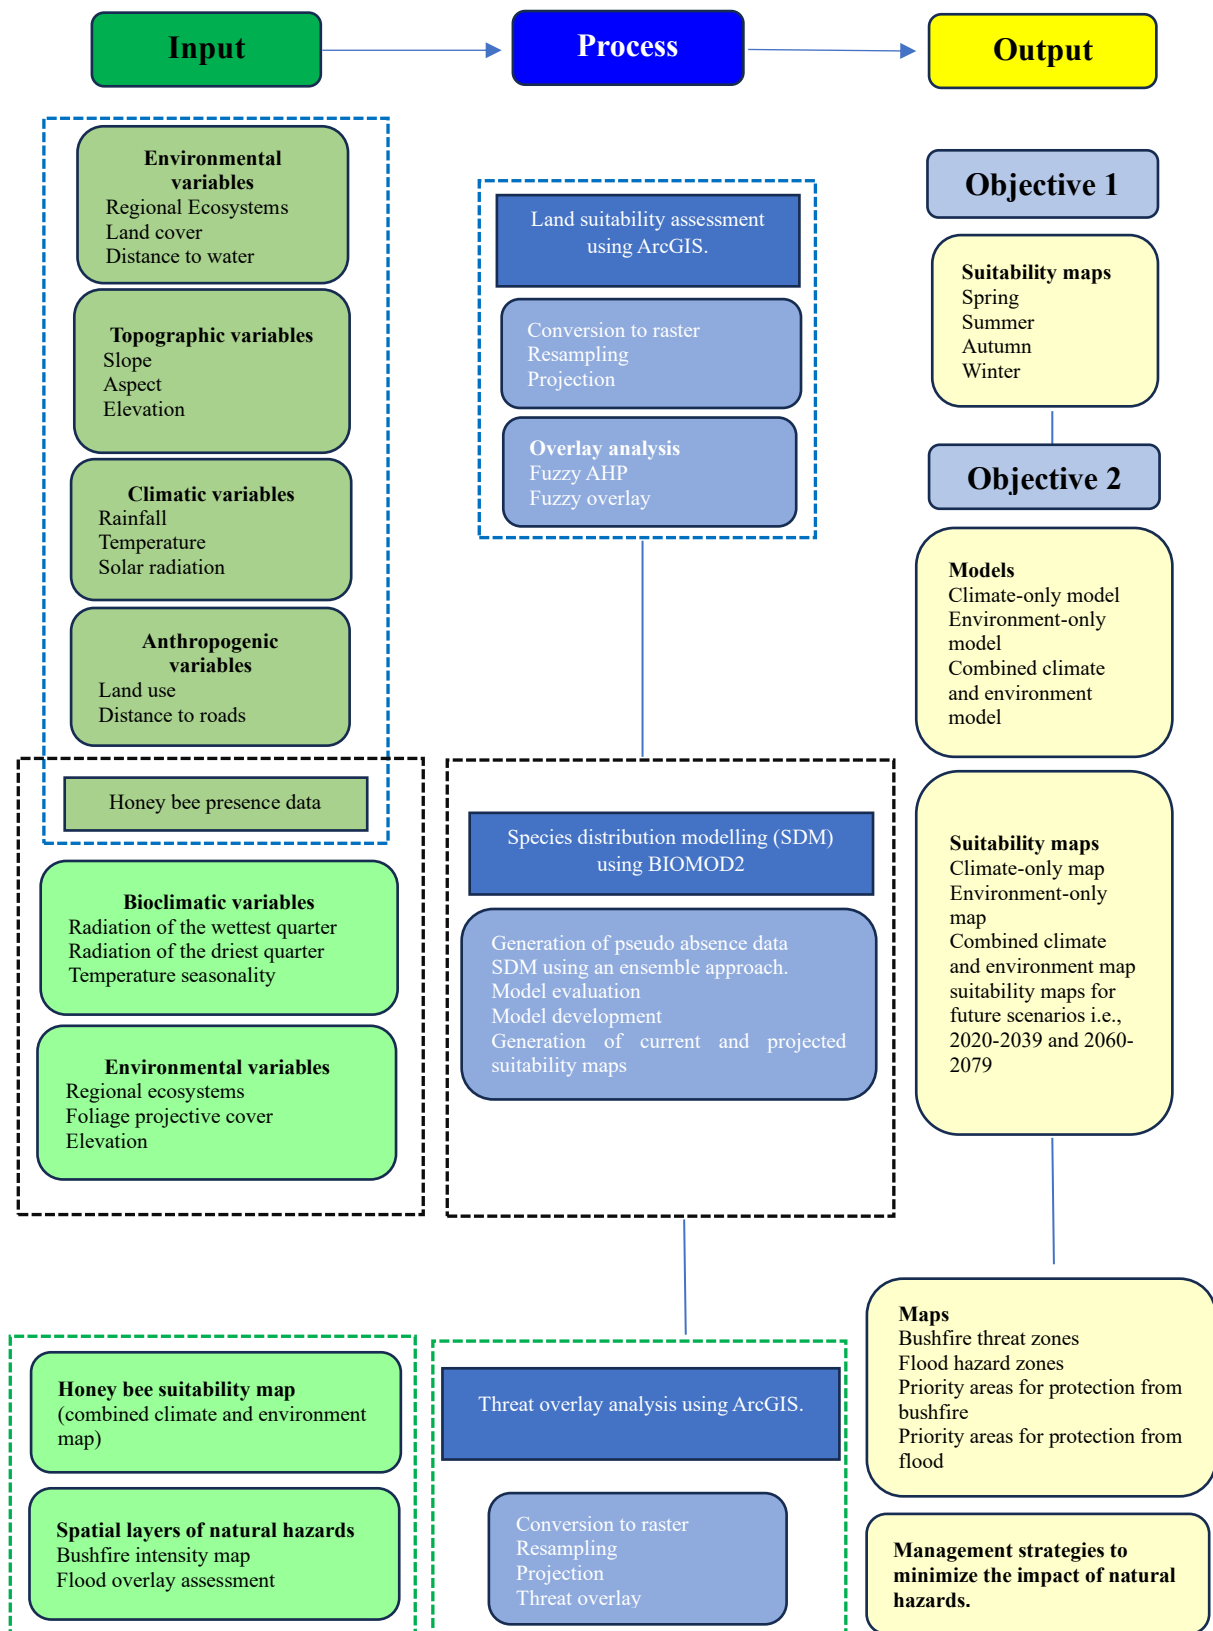 Input
Process
Output
Environmental
variables
Regional Ecosystems
Land cover
Distance to water
Topographic variables
Slope
Aspect
Elevation
Climatic variables
Rainfall
Temperature
Solar radiation
Anthropogenic
variables
Land use
Distance to roads
Honey bee presence data
Bioclimatic variables
Radiation of the wettest quarter
Radiation of the driest quarter
Temperature seasonality
Environmental variables
Regional ecosystems
Foliage projective cover
Elevation
Honey bee suitability map
(combined climate and environment
map)
Spatial layers of natural hazards
Bushfire intensity map
Flood overlay assessment
Land suitability assessment
using ArcGIS.
Conversion to raster
Resampling
Projection
Overlay analysis
Fuzzy AHP
Fuzzy overlay
Species distribution modelling (SDM)
using BIOMOD2
Generation of pseudo absence data
SDM using an ensemble approach.
Model evaluation
Model development
Generation of current and projected
suitability maps
Threat overlay analysis using ArcGIS.
Conversion to raster
Resampling
Projection
Threat overlay
Objective 1
Suitability maps
Spring
Summer
Autumn
Winter
Objective 2
Models
Climate-only model
Environment-only
model
Combined climate
and environment
model
Suitability maps
Climate-only map
Environment-only
map
Combined climate
and environment map
suitability maps for
future scenarios i.e.,
2020-2039 and 2060-
2079
Maps
Bushfire threat zones
Flood hazard zones
Priority areas for protection from
bushfire
Priority areas for protection from
flood
Management strategies to
minimize the impact of natural
hazards.